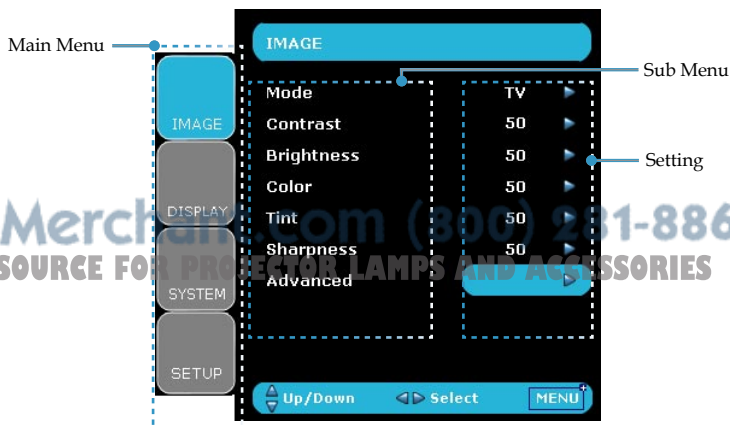 Main Menu
IMAGE
Sub Menu
Mode TV
IMAGE
Contrast 50
Brightness 50
Setting
Color 50
DISPLAY
Tint 50
Merchant.com (800) 281-886
Sharpness 50
SOURCE FOR PROJECTOR LAMPS AND ACCESSORIES
Advanced
SYSTEM
SETUP
Up/Down Select MENU